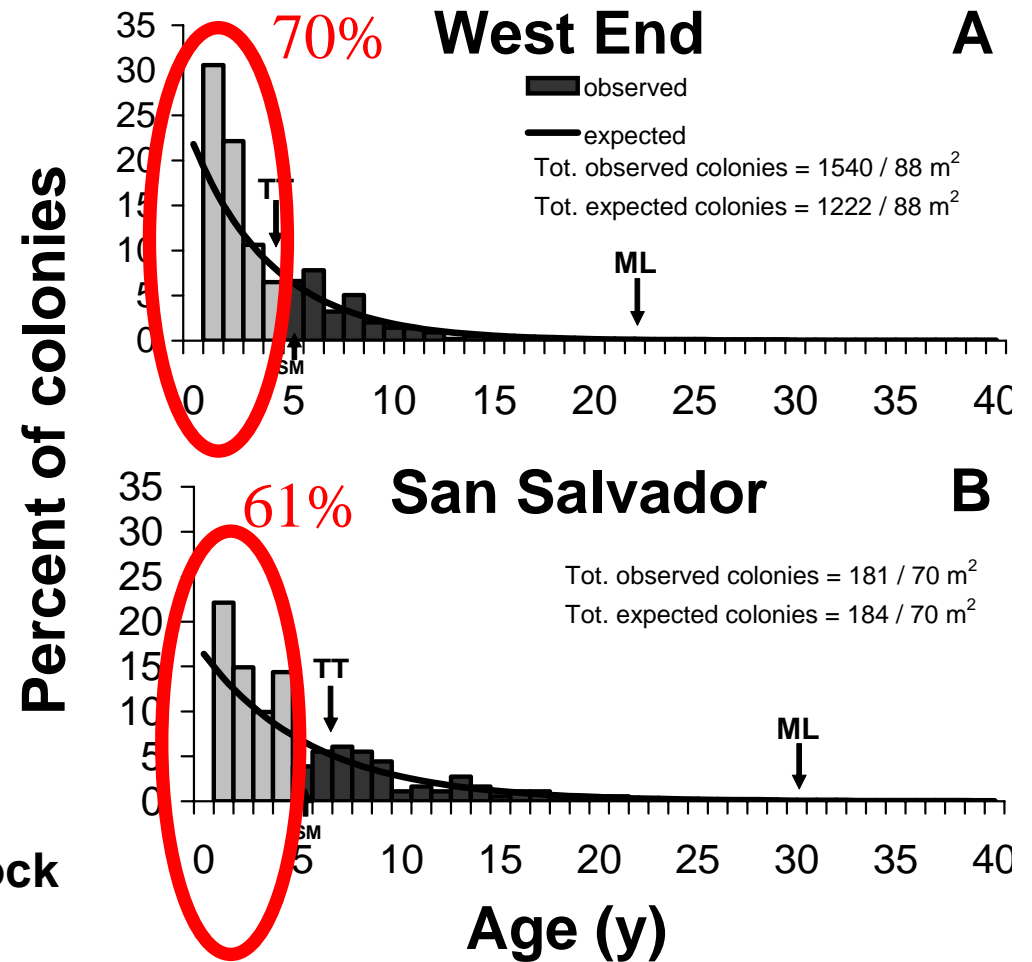 Percent of colonies
70%
West End
A
observed
expected
Tot. observed colonies = 1540 / 88 m²
Tot. expected colonies = 1222 / 88 m²
35
30
25
20
15
10
5
0
TT
ML
SM
0 5 10 15 20 25 30 35 40
61%
San Salvador
B
Tot. observed colonies = 181 / 70 m²
Tot. expected colonies = 184 / 70 m²
35
30
25
20
15
10
5
0
TT
ML
SM
0 5 10 15 20 25 30 35 40
ock
Age (y)